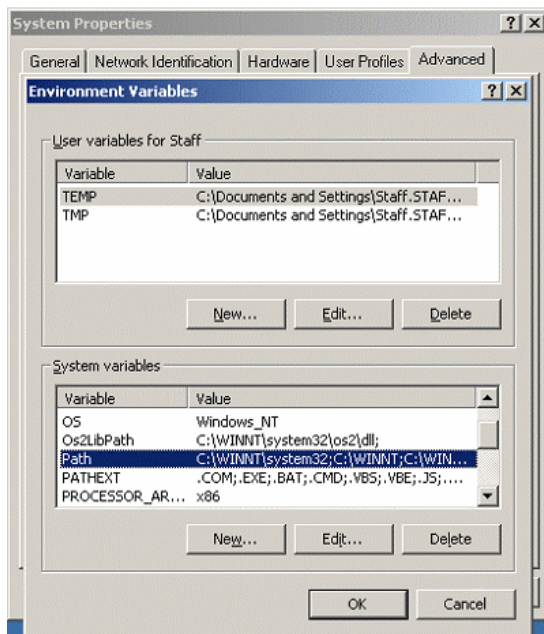 System Properties
General Network Identification Hardware User Profiles Advanced
Environment Variables
User variables for Staff
Variable Value
TEMP C:\Documents and Settings\Staff.STAF...
TMP C:\Documents and Settings\Staff.STAF...
New... Edit... Delete
System variables
Variable Value
OS Windows_NT
Os2LibPath C:\WINNT\system32\os2\dll;
Path C:\WINNT\system32;C:\WINNT;C:\WIN...
PATHEXT .COM;.EXE;.BAT;.CMD;.VBS;.VBE;.JS;....
PROCESSOR_AR... x86
New... Edit... Delete
OK Cancel